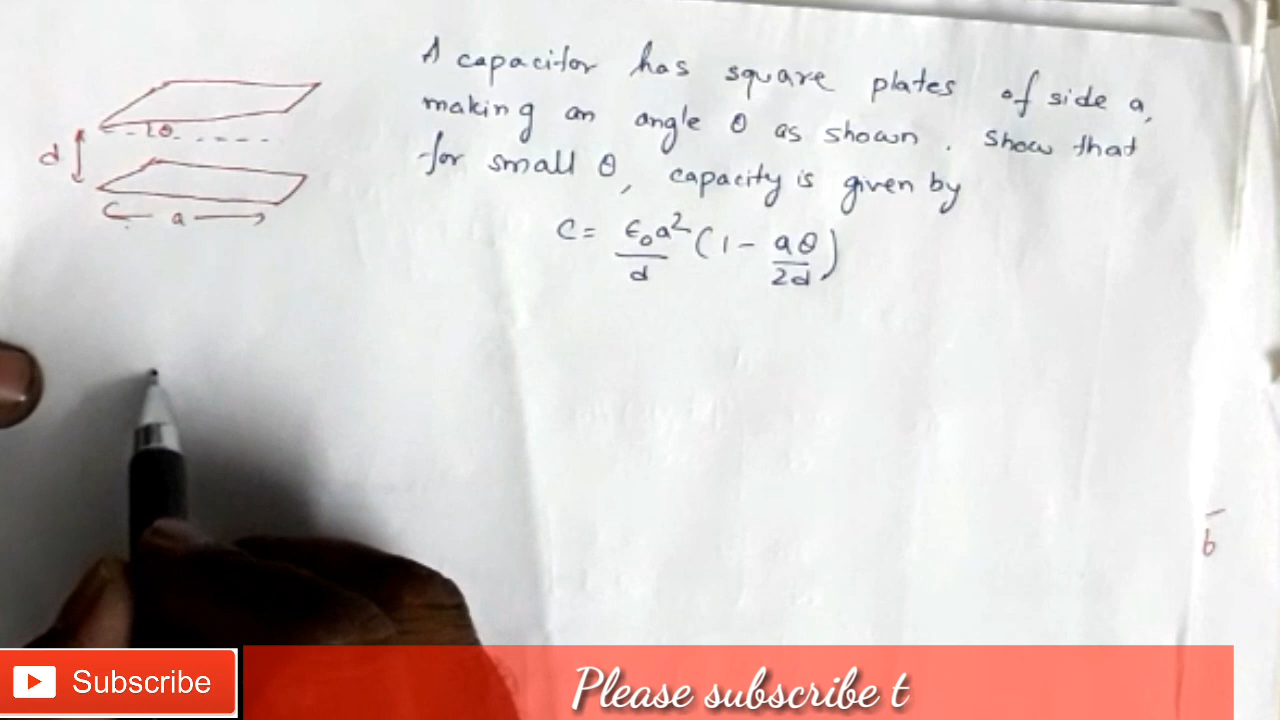 A capacitor has square plates of side a,
making an angle θ as shown. Show that
for small θ, capacity is given by
C = ε₀a²/d (1 - aθ/2d)
θ
d
a
b
Subscribe
Please subscribe t